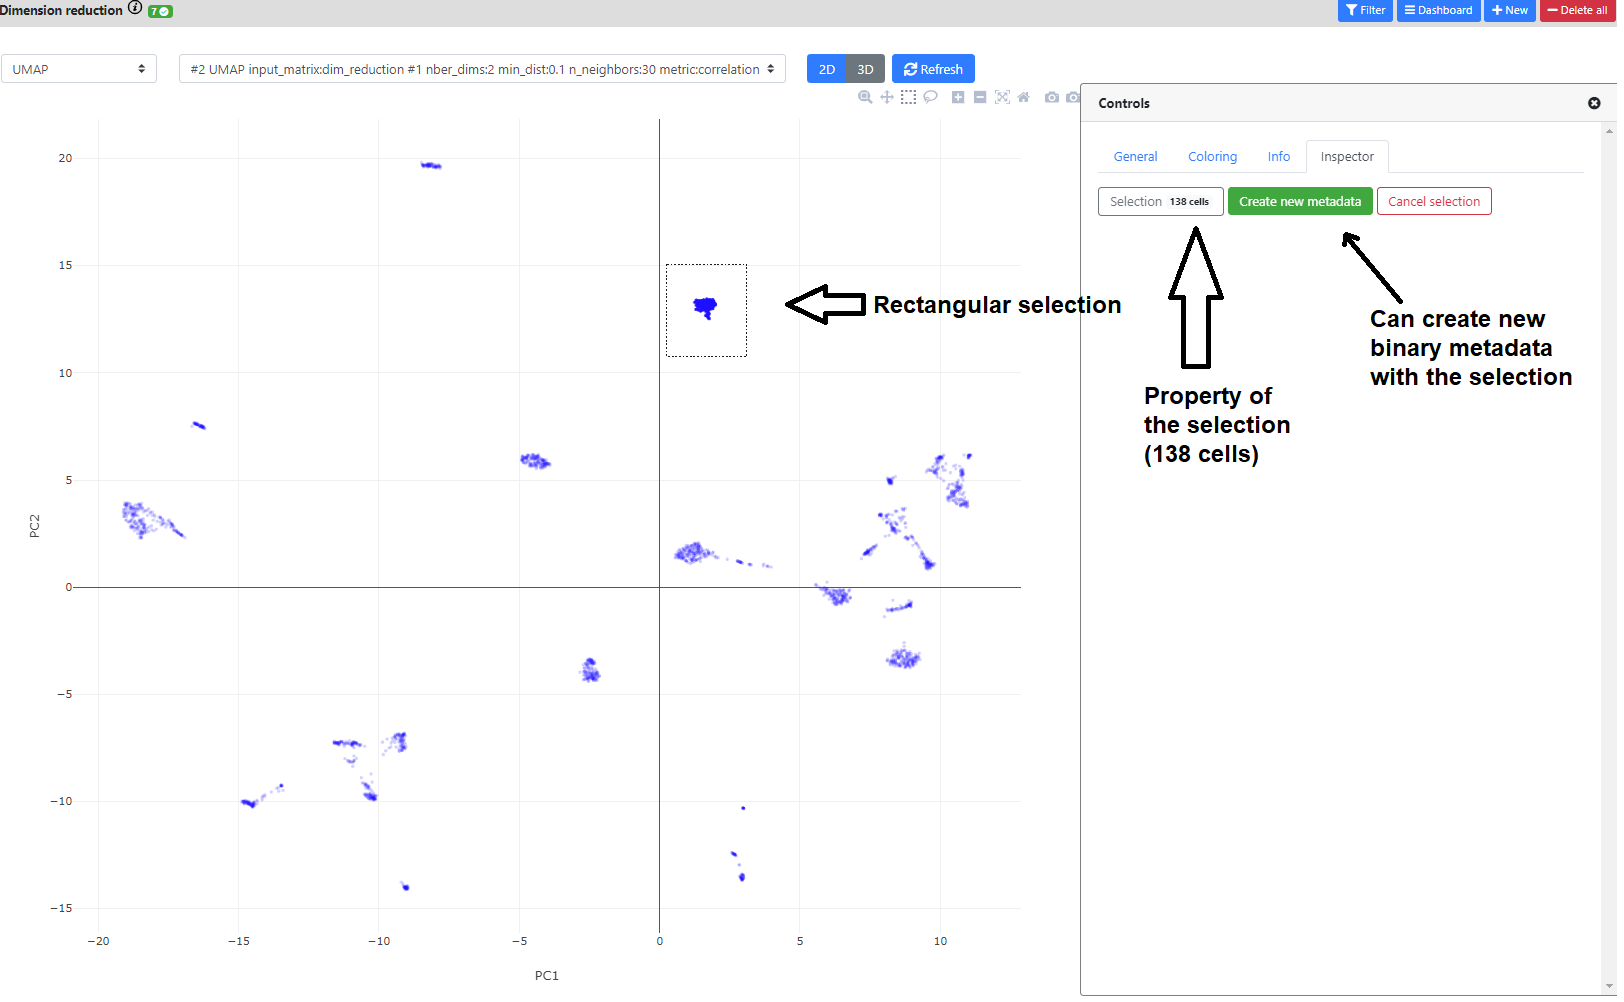 Dimension reduction i 7
Filter Dashboard New Delete all
UMAP #2 UMAP input_matrix:dim_reduction #1 nber_dims:2 min_dist:0.1 n_neighbors:30 metric:correlation 2D 3D Refresh
Controls
General Coloring Info Inspector
Selection 138 cells Create new metadata Cancel selection
Rectangular selection
Can create new
binary metadata
with the selection
Property of
the selection
(138 cells)
20
15
10
5
0
−5
−10
−15
PC2
−20 −15 −10 −5 0 5 10
PC1